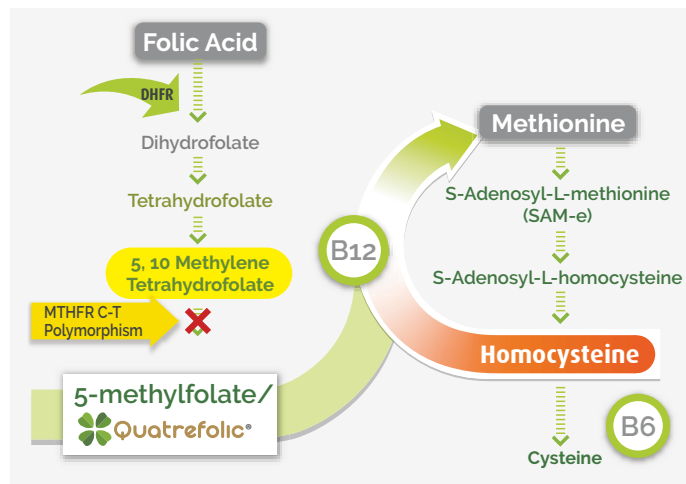 Folic Acid
DHFR
Dihydrofolate
Tetrahydrofolate
5, 10 Methylene
Tetrahydrofolate
MTHFR C-T
Polymorphism
5-methylfolate/
Quatrefolic®
B12
Methionine
S-Adenosyl-L-methionine
(SAM-e)
S-Adenosyl-L-homocysteine
Homocysteine
B6
Cysteine